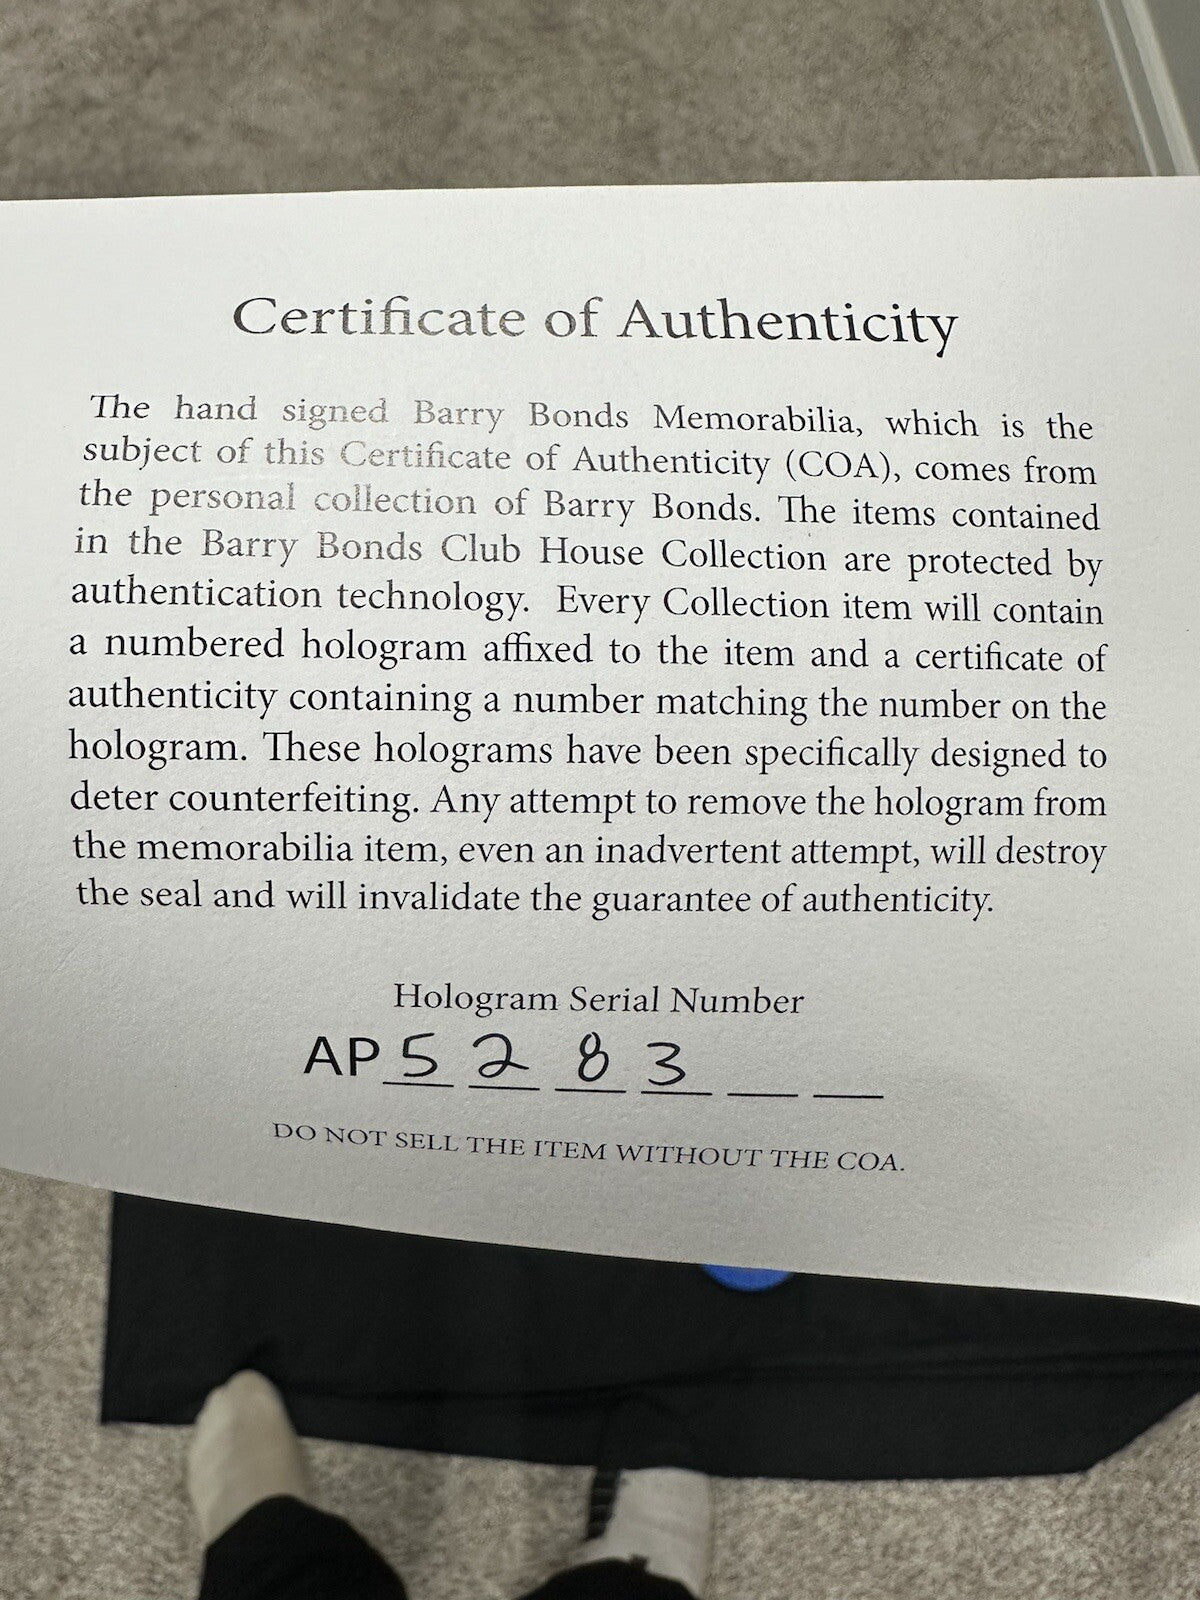 Certificate of Authenticity
The hand signed Barry Bonds Memorabilia, which is the
subject of this Certificate of Authenticity (COA), comes from
the personal collection of Barry Bonds. The items contained
in the Barry Bonds Club House Collection are protected by
authentication technology. Every Collection item will contain
a numbered hologram affixed to the item and a certificate of
authenticity containing a number matching the number on the
hologram. These holograms have been specifically designed to
deter counterfeiting. Any attempt to remove the hologram from
the memorabilia item, even an inadvertent attempt, will destroy
the seal and will invalidate the guarantee of authenticity.
Hologram Serial Number
AP 5 2 8 3 _ _
DO NOT SELL THE ITEM WITHOUT THE COA.